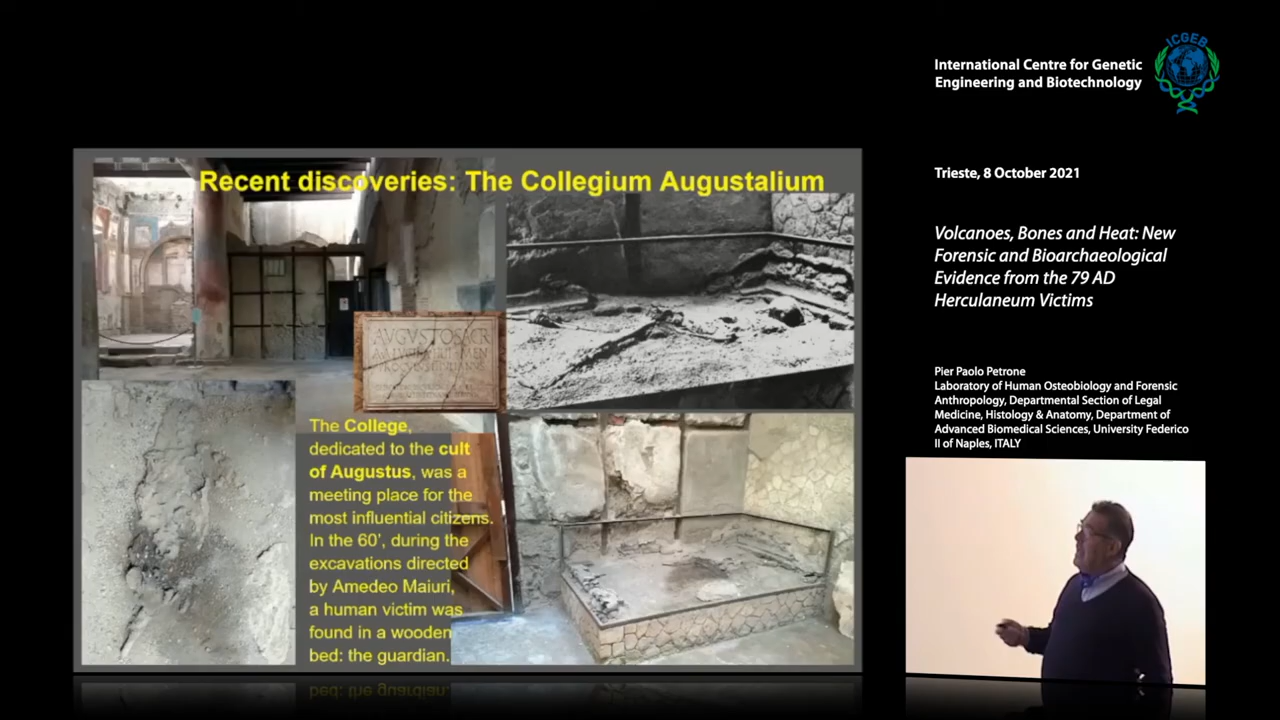 ICGEB
International Centre for Genetic
Engineering and Biotechnology
Trieste, 8 October 2021
Volcanoes, Bones and Heat: New
Forensic and Bioarchaeological
Evidence from the 79 AD
Herculaneum Victims
Pier Paolo Petrone
Laboratory of Human Osteobiology and Forensic
Anthropology, Departmental Section of Legal
Medicine, Histology & Anatomy, Department of
Advanced Biomedical Sciences, University Federico
II of Naples, ITALY
Recent discoveries: The Collegium Augustalium
AVGVSTO SACR
The College,
dedicated to the cult
of Augustus, was a
meeting place for the
most influential citizens.
In the 60', during the
excavations directed
by Amedeo Maiuri,
a human victim was
found in a wooden
bed: the guardian.